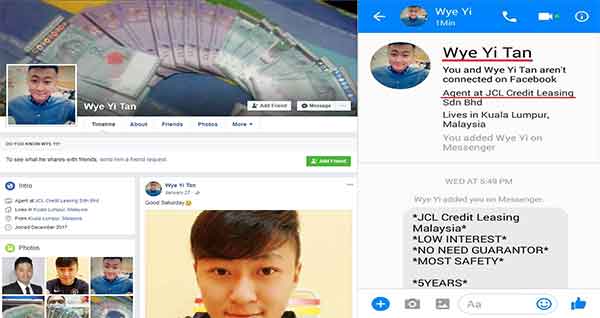 Wye Yi Tan
Add Friend
Message
Timeline
About
Friends
Photos
More
DO YOU KNOW WYE YI?
To see what he shares with friends, send him a friend request.
Add Friend
Intro
Agent at JCL Credit Leasing Sdn Bhd
Lives in Kuala Lumpur, Malaysia
From Kuala Lumpur, Malaysia
Joined December 2017
Photos
Wye Yi Tan
January 27
Good Saturday
Wye Yi
1Min
Wye Yi Tan
You and Wye Yi Tan aren't
connected on Facebook
Agent at JCL Credit Leasing
Sdn Bhd
Lives in Kuala Lumpur,
Malaysia
You added Wye Yi on
Messenger
WED AT 5:49 PM
Wye Yi added you on Messenger.
*JCL Credit Leasing
Malaysia*
*LOW INTEREST*
*NO NEED GUARANTOR*
*MOST SAFETY*
*5YEARS*
Aa